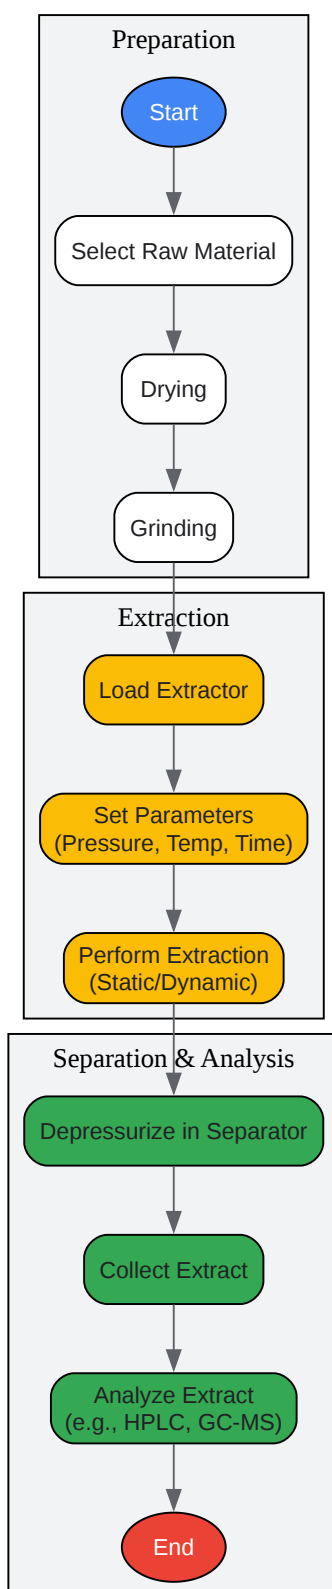 Preparation
Start
Select Raw Material
Drying
Grinding
Extraction
Load Extractor
Set Parameters
(Pressure, Temp, Time)
Perform Extraction
(Static/Dynamic)
Separation & Analysis
Depressurize in Separator
Collect Extract
Analyze Extract
(e.g., HPLC, GC-MS)
End